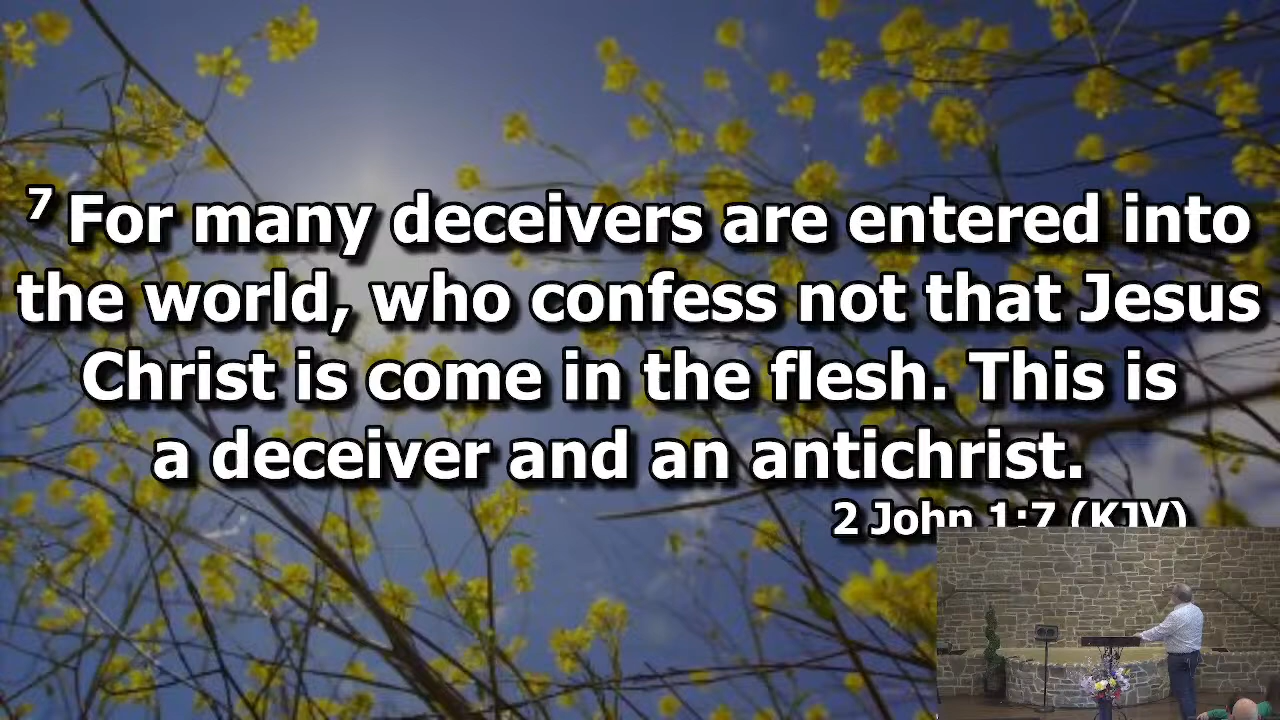 7 For many deceivers are entered into
the world, who confess not that Jesus
Christ is come in the flesh. This is
a deceiver and an antichrist.
2 John 1:7 (KJV)